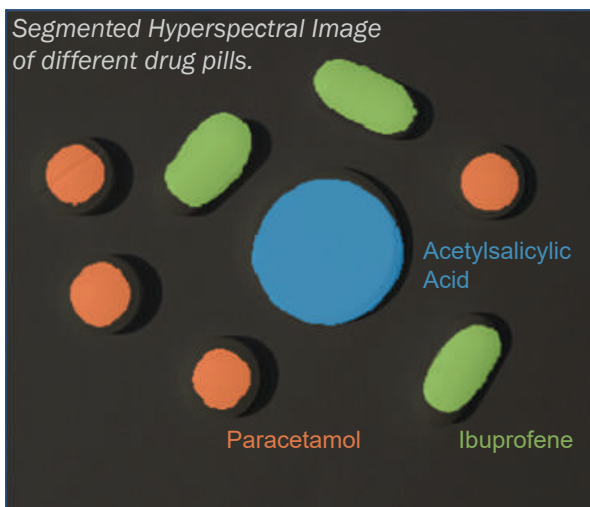 Segmented Hyperspectral Image
of different drug pills.
Acetylsalicylic
Acid
Paracetamol
Ibuprofene